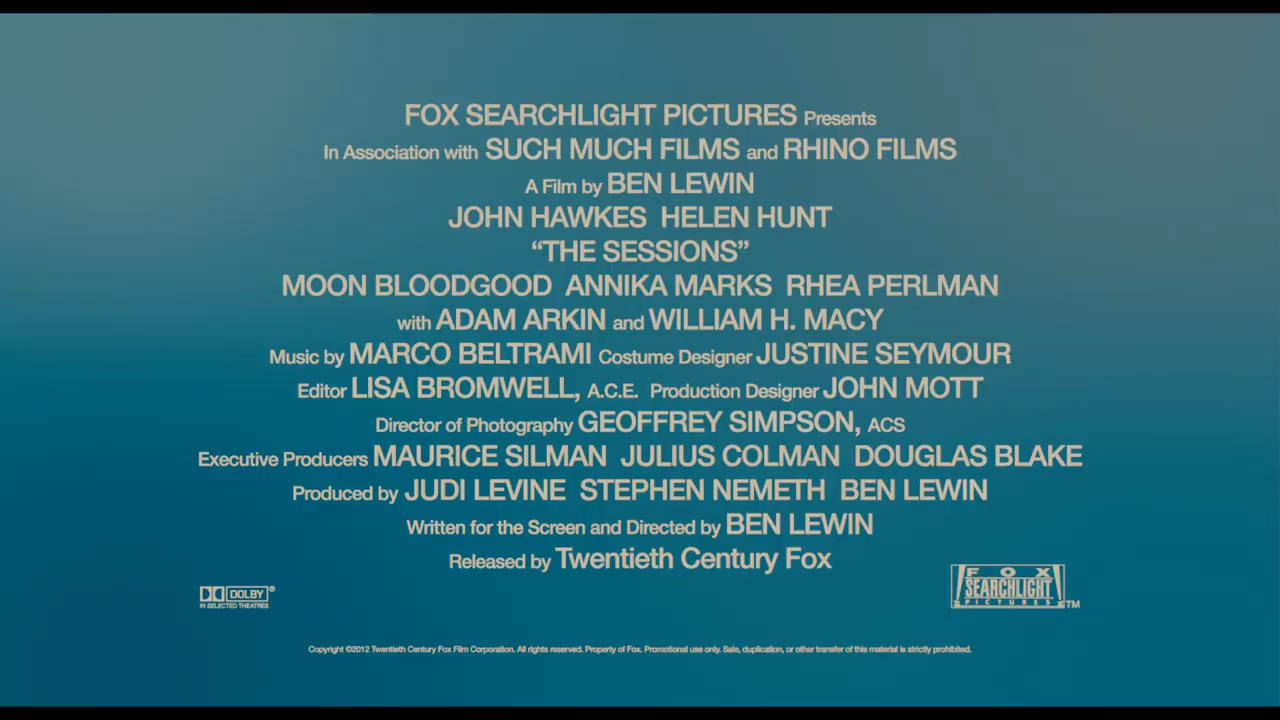 FOX SEARCHLIGHT PICTURES Presents
In Association with SUCH MUCH FILMS and RHINO FILMS
A Film by BEN LEWIN
JOHN HAWKES HELEN HUNT
“THE SESSIONS”
MOON BLOODGOOD ANNIKA MARKS RHEA PERLMAN
with ADAM ARKIN and WILLIAM H. MACY
Music by MARCO BELTRAMI Costume Designer JUSTINE SEYMOUR
Editor LISA BROMWELL, A.C.E. Production Designer JOHN MOTT
Director of Photography GEOFFREY SIMPSON, ACS
Executive Producers MAURICE SILMAN JULIUS COLMAN DOUGLAS BLAKE
Produced by JUDI LEVINE STEPHEN NEMETH BEN LEWIN
Written for the Screen and Directed by BEN LEWIN
Released by Twentieth Century Fox
DOLBY®
IN SELECTED THEATRES
FOX
SEARCHLIGHT
PICTURES™
Copyright ©2012 Twentieth Century Fox Film Corporation. All rights reserved. Property of Fox. Promotional use only. Sale, duplication, or other transfer of this material is strictly prohibited.